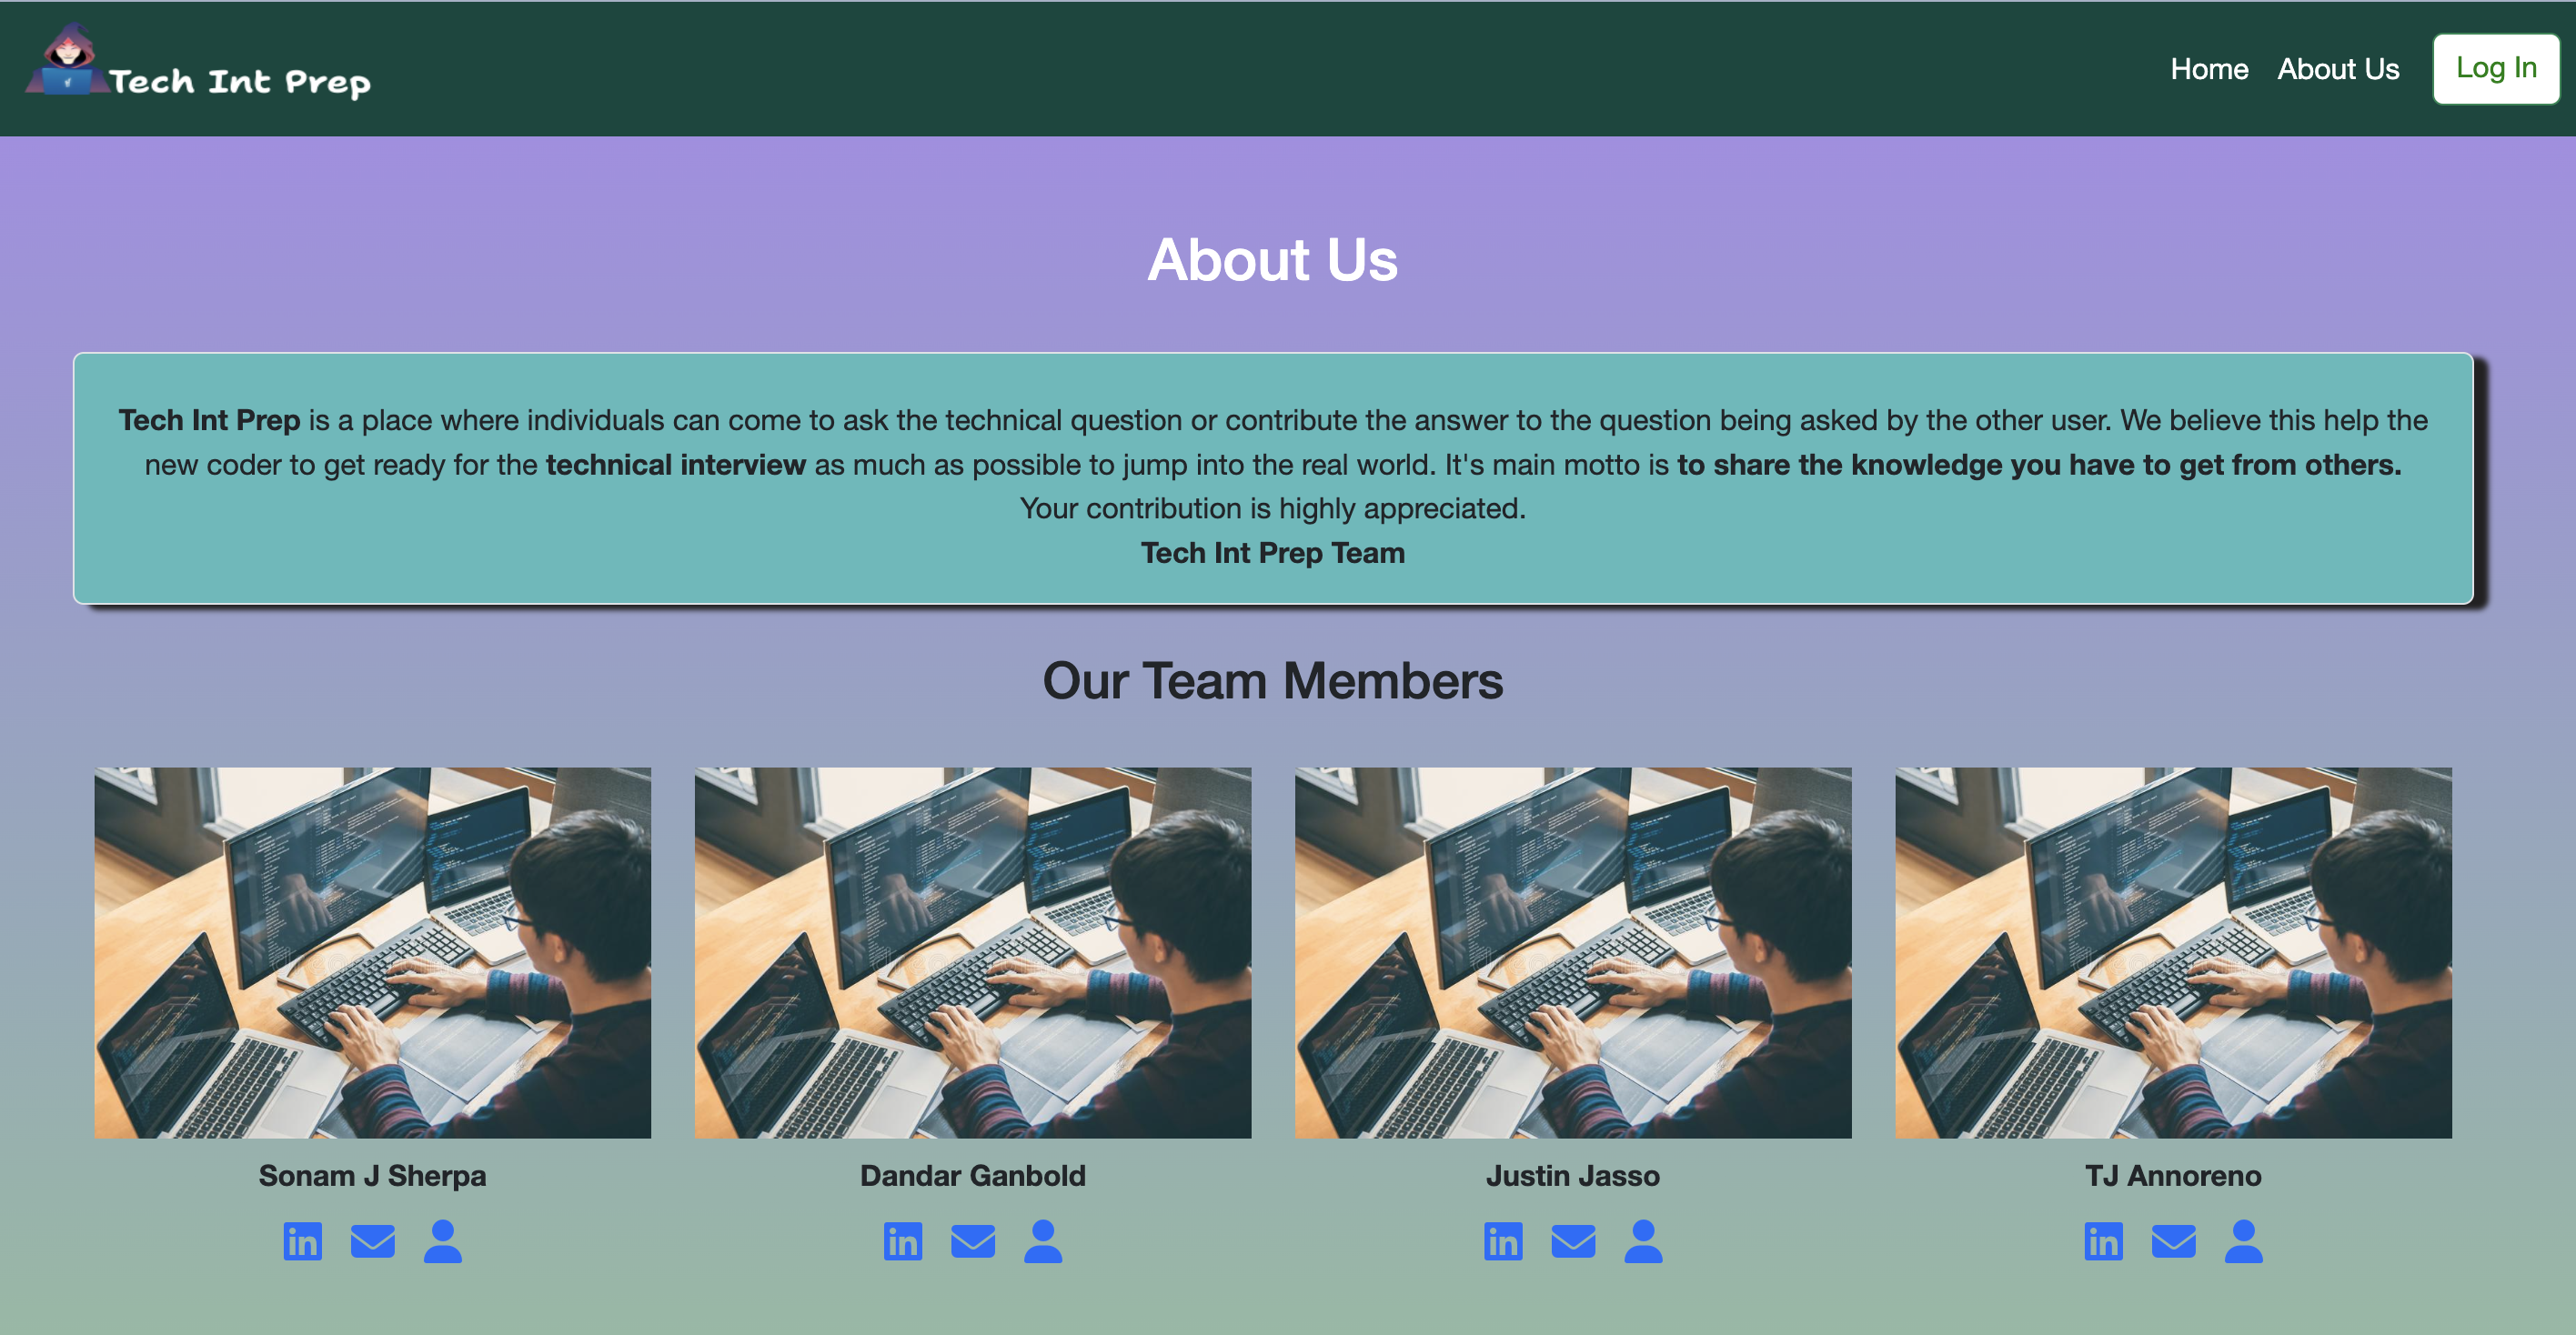 Tech Int Prep
Home About Us Log In
About Us
Tech Int Prep is a place where individuals can come to ask the technical question or contribute the answer to the question being asked by the other user. We believe this help the
new coder to get ready for the technical interview as much as possible to jump into the real world. It's main motto is to share the knowledge you have to get from others.
Your contribution is highly appreciated.
Tech Int Prep Team
Our Team Members
Sonam J Sherpa
Dandar Ganbold
Justin Jasso
TJ Annoreno
in
in
in
in